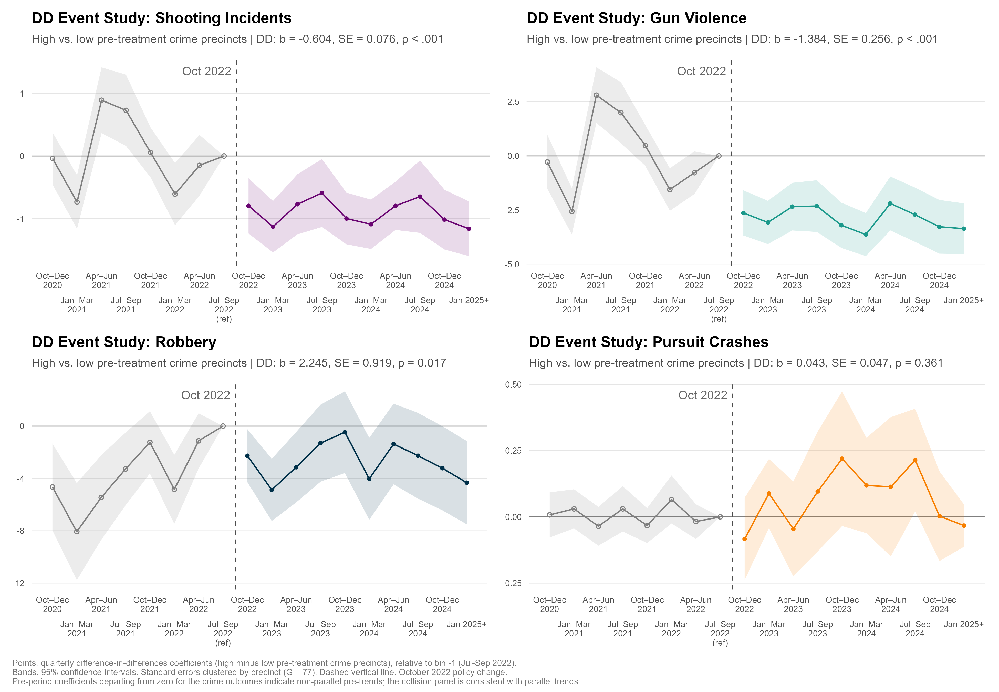 DD Event Study: Shooting Incidents
High vs. low pre-treatment crime precincts | DD: b = -0.604, SE = 0.076, p < .001
Oct 2022
1
0
-1
Oct–Dec Apr–Jun Oct–Dec Apr–Jun Oct–Dec Apr–Jun Oct–Dec Apr–Jun Oct–Dec
2020 2021 2021 2022 2022 2023 2023 2024 2024
Jan–Mar Jul–Sep Jan–Mar Jul–Sep Jan–Mar Jul–Sep Jan–Mar Jul–Sep Jan 2025+
2021 2021 2022 2022 2023 2023 2024 2024
(ref)
DD Event Study: Gun Violence
High vs. low pre-treatment crime precincts | DD: b = -1.384, SE = 0.256, p < .001
Oct 2022
2.5
0.0
-2.5
-5.0
Oct–Dec Apr–Jun Oct–Dec Apr–Jun Oct–Dec Apr–Jun Oct–Dec Apr–Jun Oct–Dec
2020 2021 2021 2022 2022 2023 2023 2024 2024
Jan–Mar Jul–Sep Jan–Mar Jul–Sep Jan–Mar Jul–Sep Jan–Mar Jul–Sep Jan 2025+
2021 2021 2022 2022 2023 2023 2024 2024
(ref)
DD Event Study: Robbery
High vs. low pre-treatment crime precincts | DD: b = 2.245, SE = 0.919, p = 0.017
Oct 2022
0
-4
-8
-12
Oct–Dec Apr–Jun Oct–Dec Apr–Jun Oct–Dec Apr–Jun Oct–Dec Apr–Jun Oct–Dec
2020 2021 2021 2022 2022 2023 2023 2024 2024
Jan–Mar Jul–Sep Jan–Mar Jul–Sep Jan–Mar Jul–Sep Jan–Mar Jul–Sep Jan 2025+
2021 2021 2022 2022 2023 2023 2024 2024
(ref)
DD Event Study: Pursuit Crashes
High vs. low pre-treatment crime precincts | DD: b = 0.043, SE = 0.047, p = 0.361
Oct 2022
0.50
0.25
0.00
-0.25
Oct–Dec Apr–Jun Oct–Dec Apr–Jun Oct–Dec Apr–Jun Oct–Dec Apr–Jun Oct–Dec
2020 2021 2021 2022 2022 2023 2023 2024 2024
Jan–Mar Jul–Sep Jan–Mar Jul–Sep Jan–Mar Jul–Sep Jan–Mar Jul–Sep Jan 2025+
2021 2021 2022 2022 2023 2023 2024 2024
(ref)
Points: quarterly difference-in-differences coefficients (high minus low pre-treatment crime precincts), relative to bin -1 (Jul-Sep 2022).
Bands: 95% confidence intervals. Standard errors clustered by precinct (G = 77). Dashed vertical line: October 2022 policy change.
Pre-period coefficients departing from zero for the crime outcomes indicate non-parallel pre-trends; the collision panel is consistent with parallel trends.